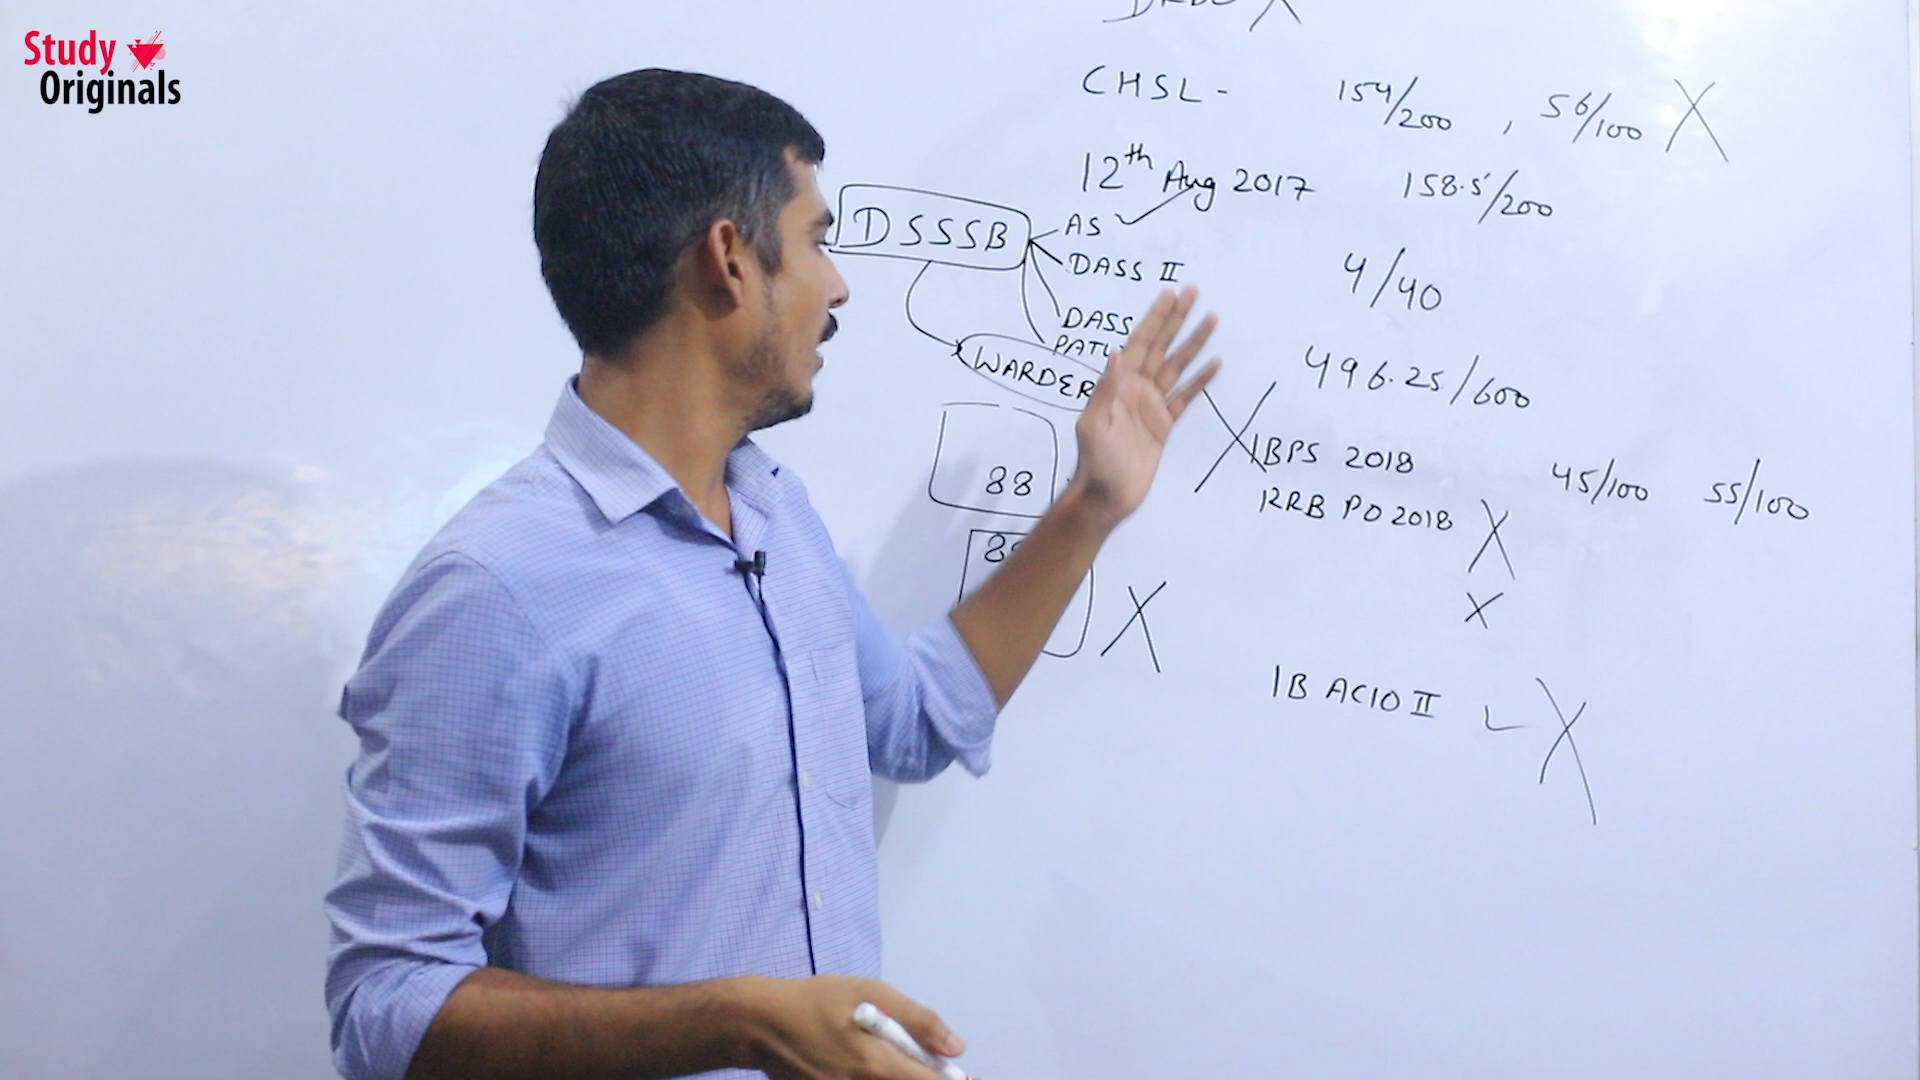 Study
Originals
CHSL - 154/200 , 56/100 X
12th Aug 2017 158.5/200
DSSSB
AS ✓
DASS II
4/40
DASS
WARDER
496.25/600
X
88
IBPS 2018 45/100 55/100
RRB PO 2018 X
X
X
IB ACIO II ✓ X